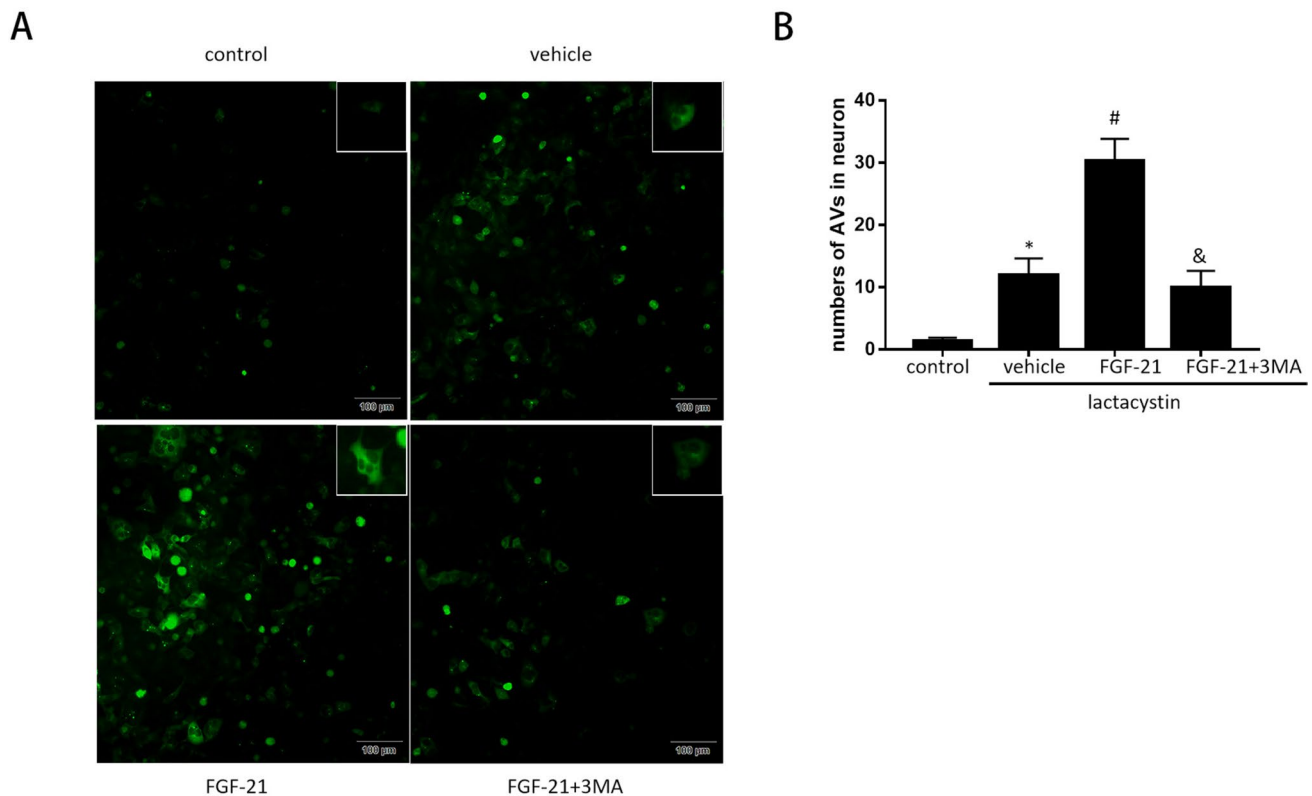 A
control
vehicle
100 µm
100 µm
100 µm
100 µm
FGF-21
FGF-21+3MA
B
numbers of AVs in neuron
40
30
20
10
0
*
#
&
control vehicle FGF-21 FGF-21+3MA
lactacystin